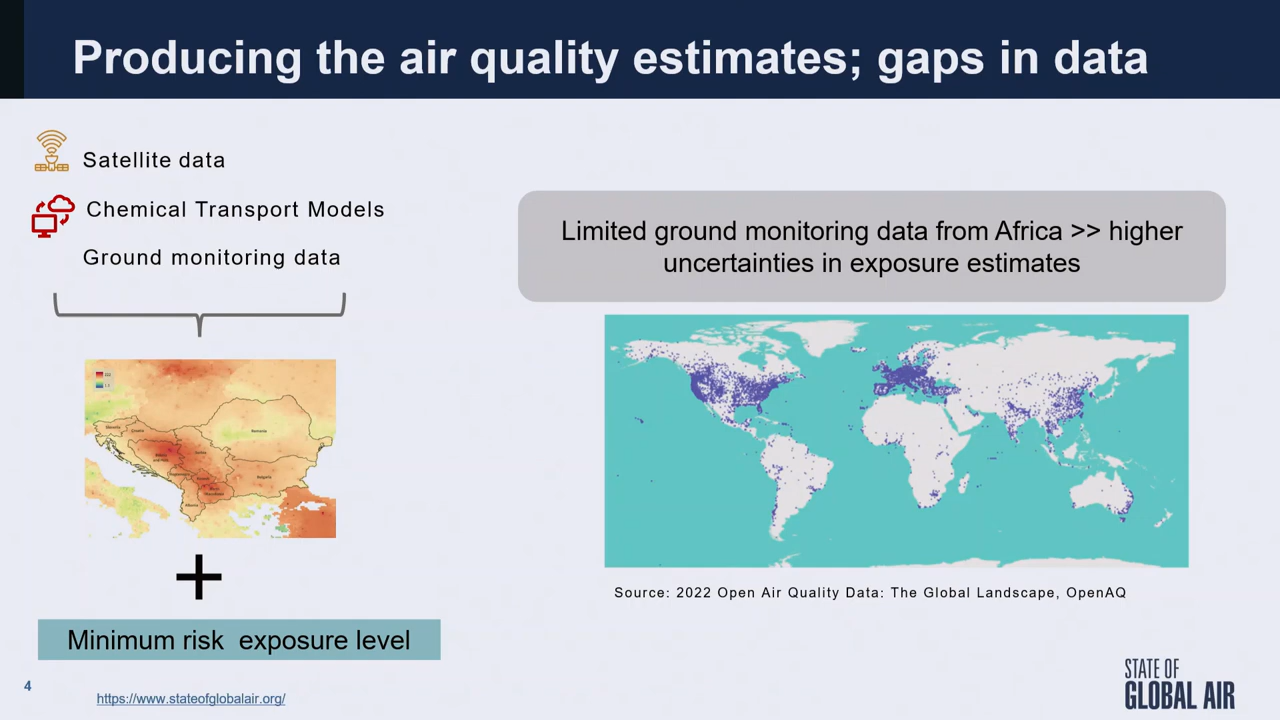 Producing the air quality estimates; gaps in data
Satellite data
Chemical Transport Models
Ground monitoring data
Limited ground monitoring data from Africa >> higher
uncertainties in exposure estimates
Romania
Bulgaria
Source: 2022 Open Air Quality Data: The Global Landscape, OpenAQ
Minimum risk  exposure level
4
https://www.stateofglobalair.org/
STATE OF
GLOBAL AIR